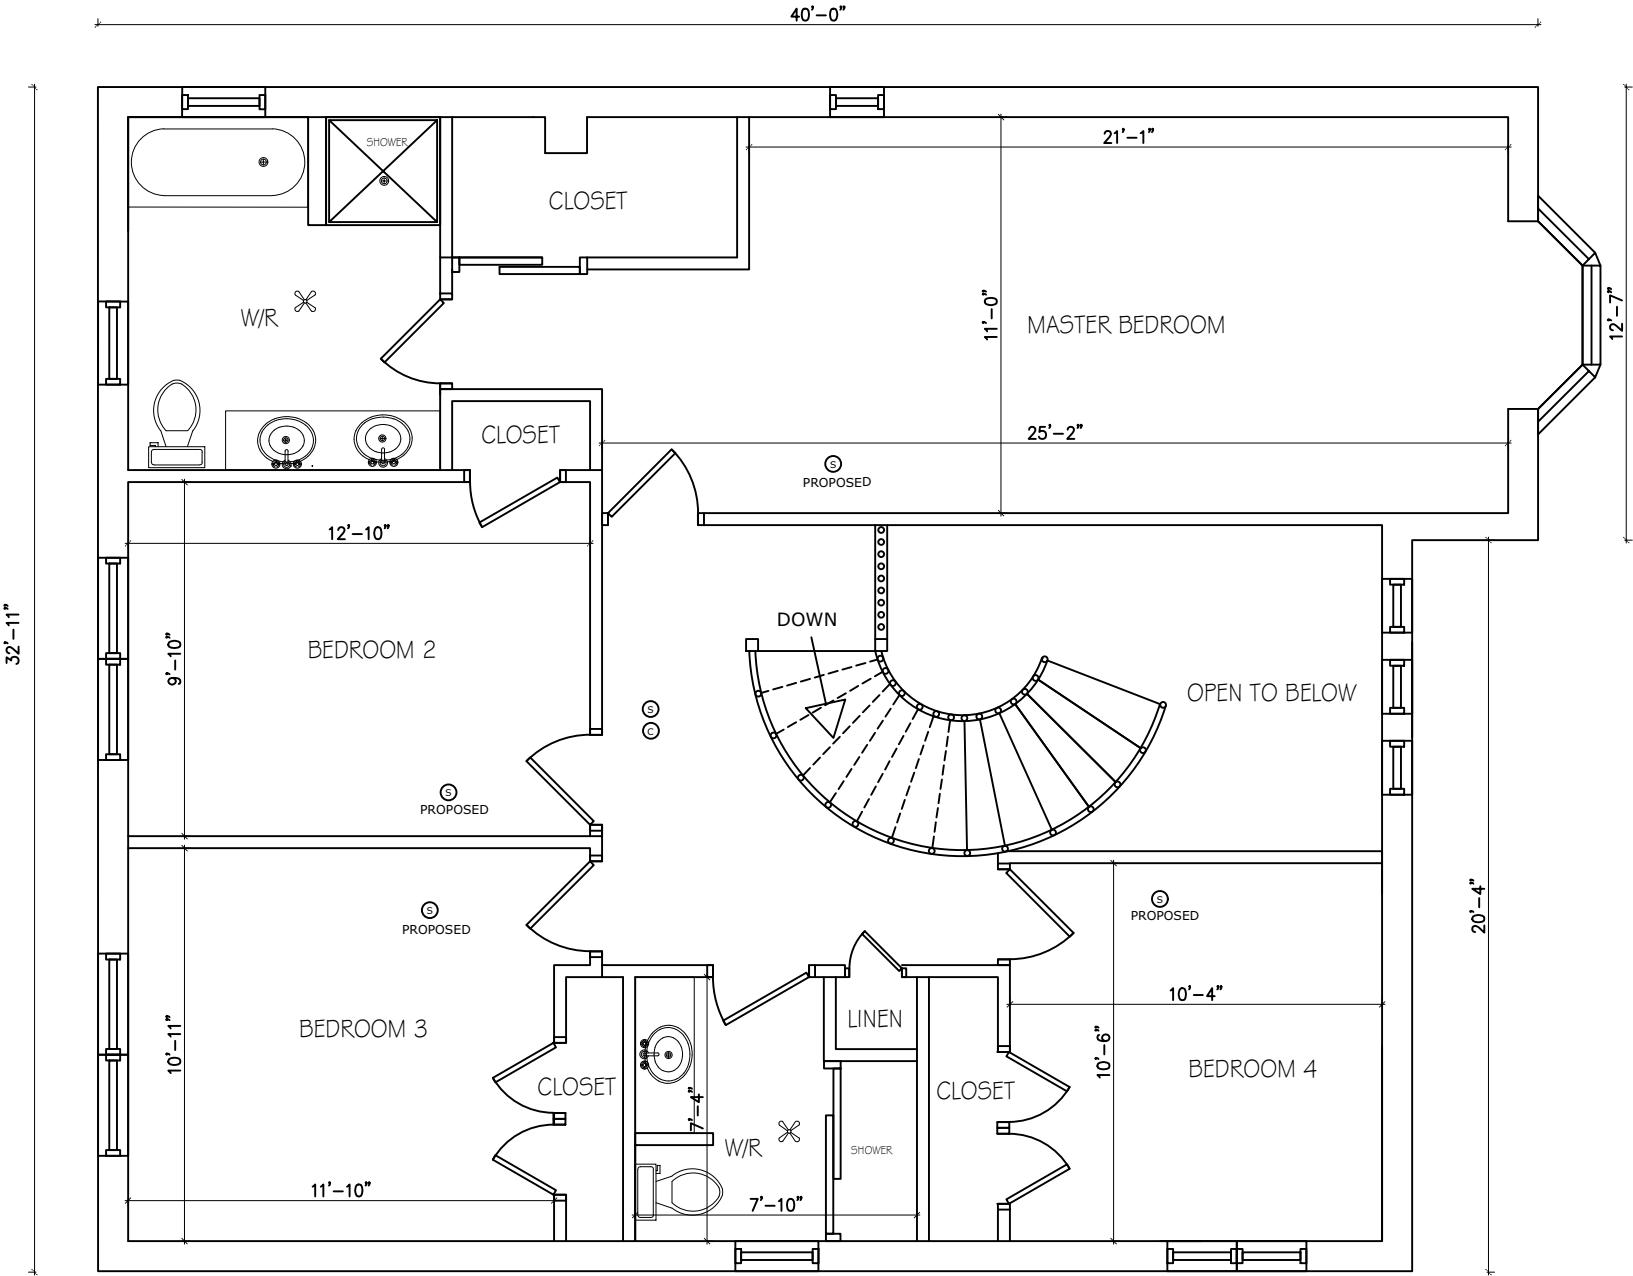 40'-0"
SHOWER
21'-1"
CLOSET
11'-0"
12'-7"
W/R
MASTER BEDROOM
CLOSET
25'-2"
S
PROPOSED
12'-10"
32'-11"
9'-10"
BEDROOM 2
DOWN
OPEN TO BELOW
S
C
S
PROPOSED
S
PROPOSED
S
PROPOSED
20'-4"
10'-4"
BEDROOM 3
10'-11"
LINEN
10'-6"
BEDROOM 4
CLOSET
CLOSET
7'-4"
W/R
SHOWER
11'-10"
7'-10"